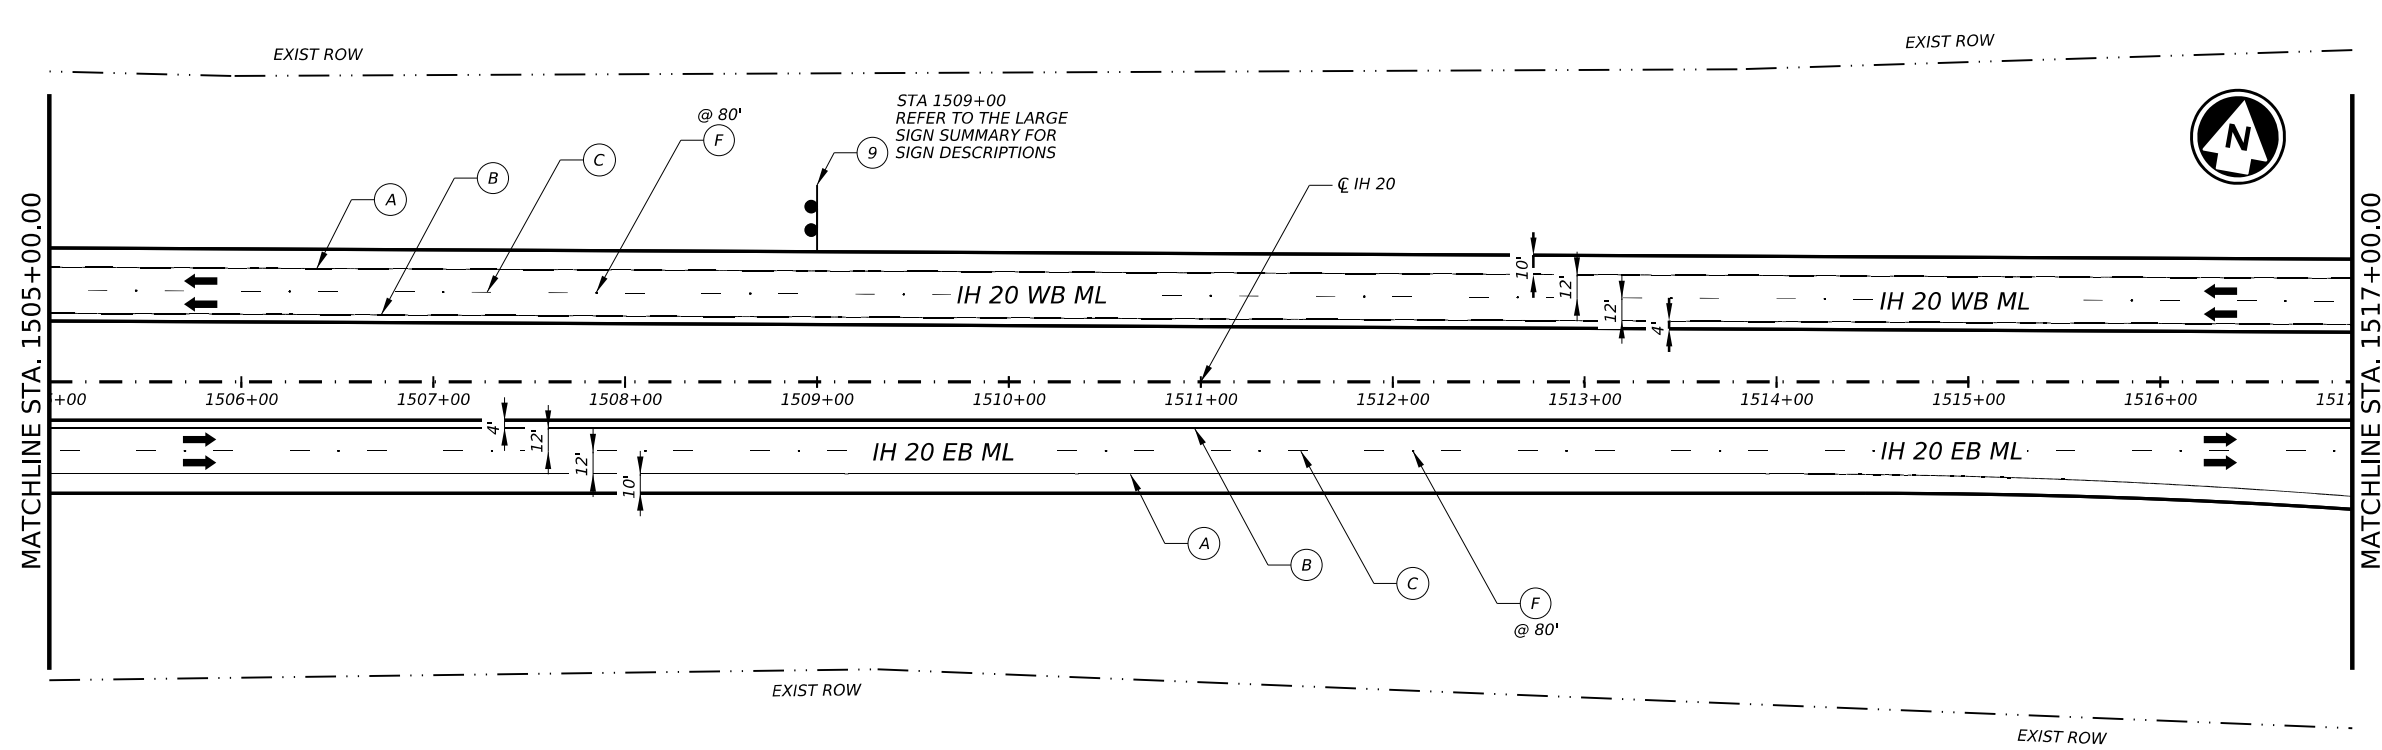 EXIST ROW
EXIST ROW
STA 1509+00
REFER TO THE LARGE
SIGN SUMMARY FOR
SIGN DESCRIPTIONS
@ 80'
F
9
C
B
A
N
℄ IH 20
MATCHLINE STA. 1505+00.00
MATCHLINE STA. 1517+00.00
10'
12'
12'
4'
IH 20 WB ML
IH 20 WB ML
+00
1506+00
1507+00
1508+00
1509+00
1510+00
1511+00
1512+00
1513+00
1514+00
1515+00
1516+00
1517
4'
12'
12'
10'
IH 20 EB ML
IH 20 EB ML
A
B
C
F
@ 80'
EXIST ROW
EXIST ROW